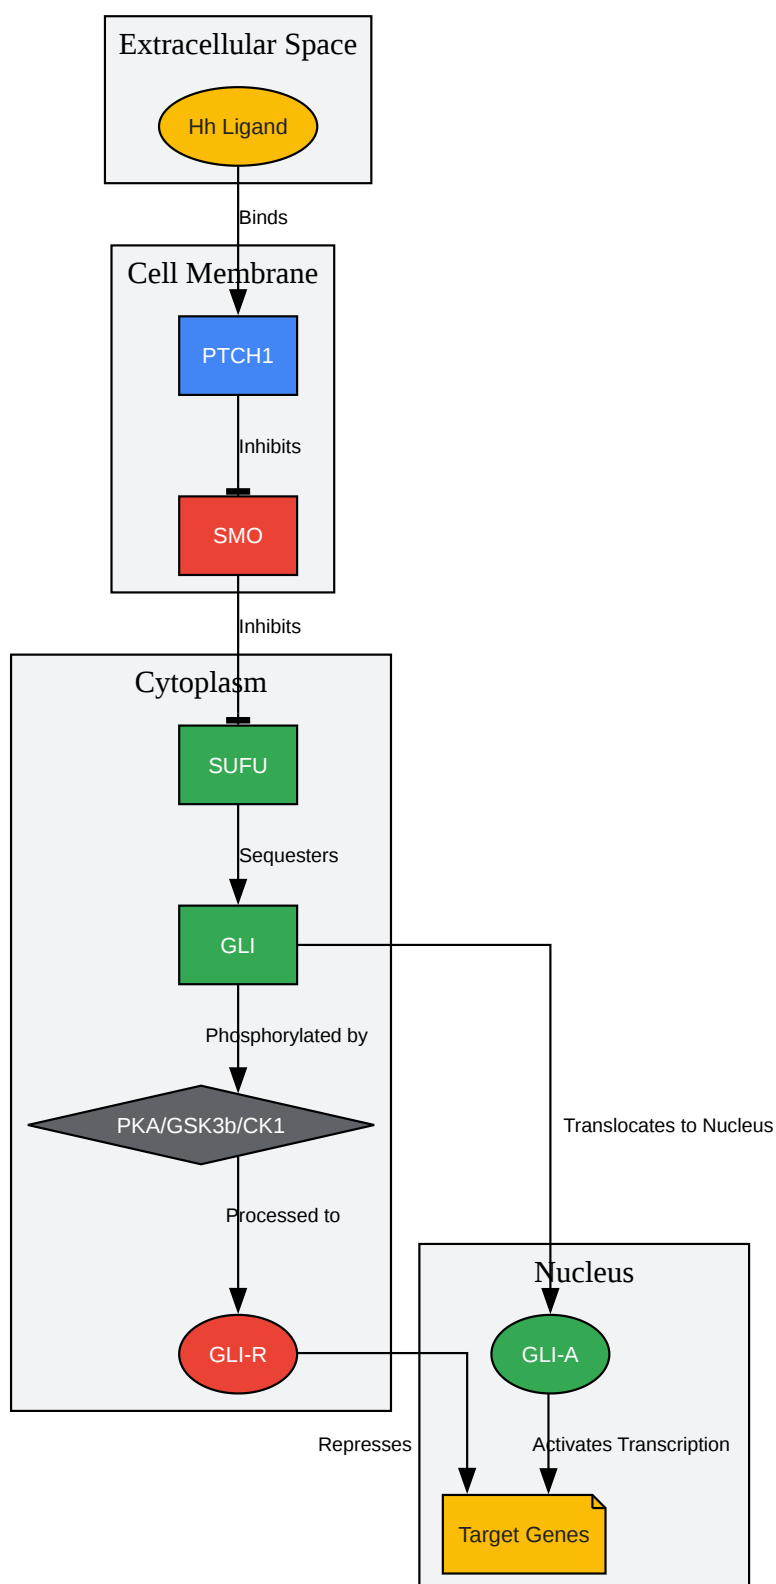 Extracellular Space
Hh Ligand
Binds
Cell Membrane
PTCH1
Inhibits
SMO
Inhibits
Cytoplasm
SUFU
Sequesters
GLI
Phosphorylated by
PKA/GSK3b/CK1
Translocates to Nucleus
Processed to
Nucleus
GLI-R
GLI-A
Represses
Activates Transcription
Target Genes